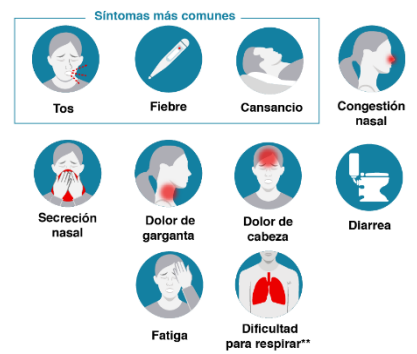 Síntomas más comunes
Tos
Fiebre
Cansancio
Congestión
nasal
Secreción
nasal
Dolor de
garganta
Dolor de
cabeza
Diarrea
Fatiga
Dificultad
para respirar**